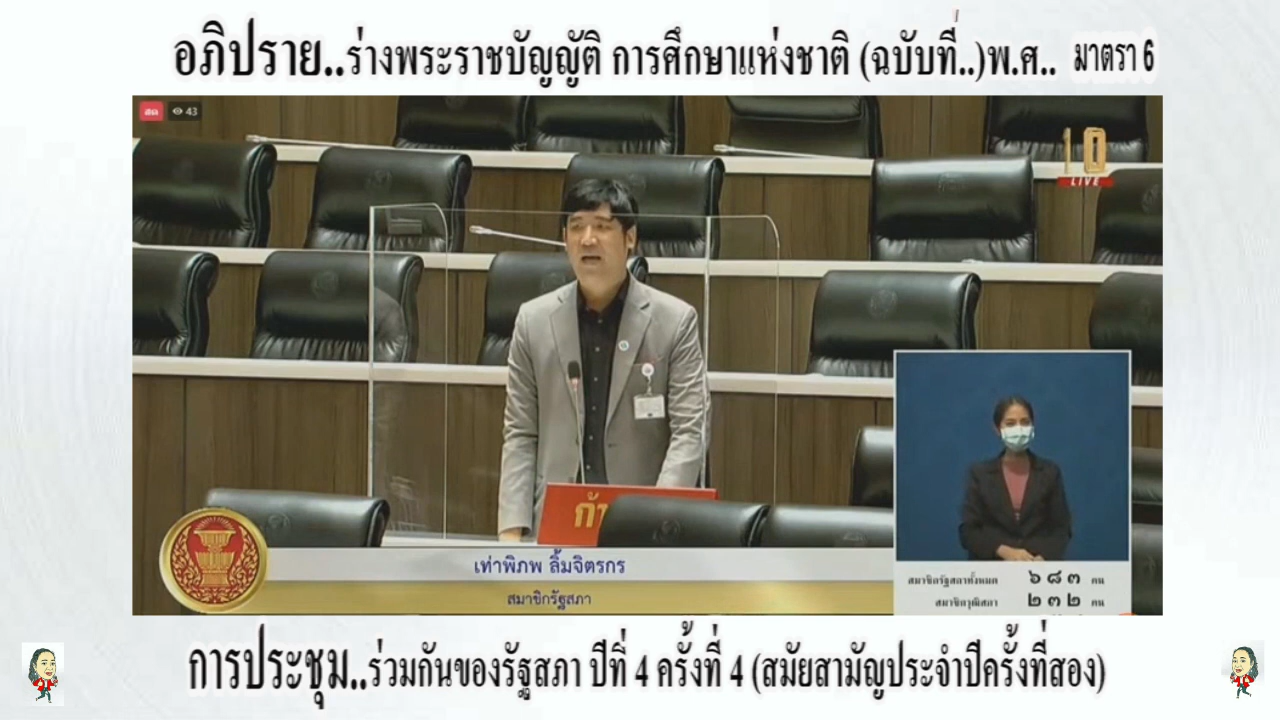 อภิปราย..ร่างพระราชบัญญัติ การศึกษาแห่งชาติ (ฉบับที่..)พ.ศ.. มาตรา 6
สด 43
10
LIVE
ก้า
เท่าพิภพ ลิ้มจิตรกร
สมาชิกรัฐสภา
สมาชิกรัฐสภาทั้งหมด ๖๘๓ คน
สมาชิกวุฒิสภา ๒๓๒ คน
การประชุม..ร่วมกันของรัฐสภา ปีที่ 4 ครั้งที่ 4 (สมัยสามัญประจำปีครั้งที่สอง)